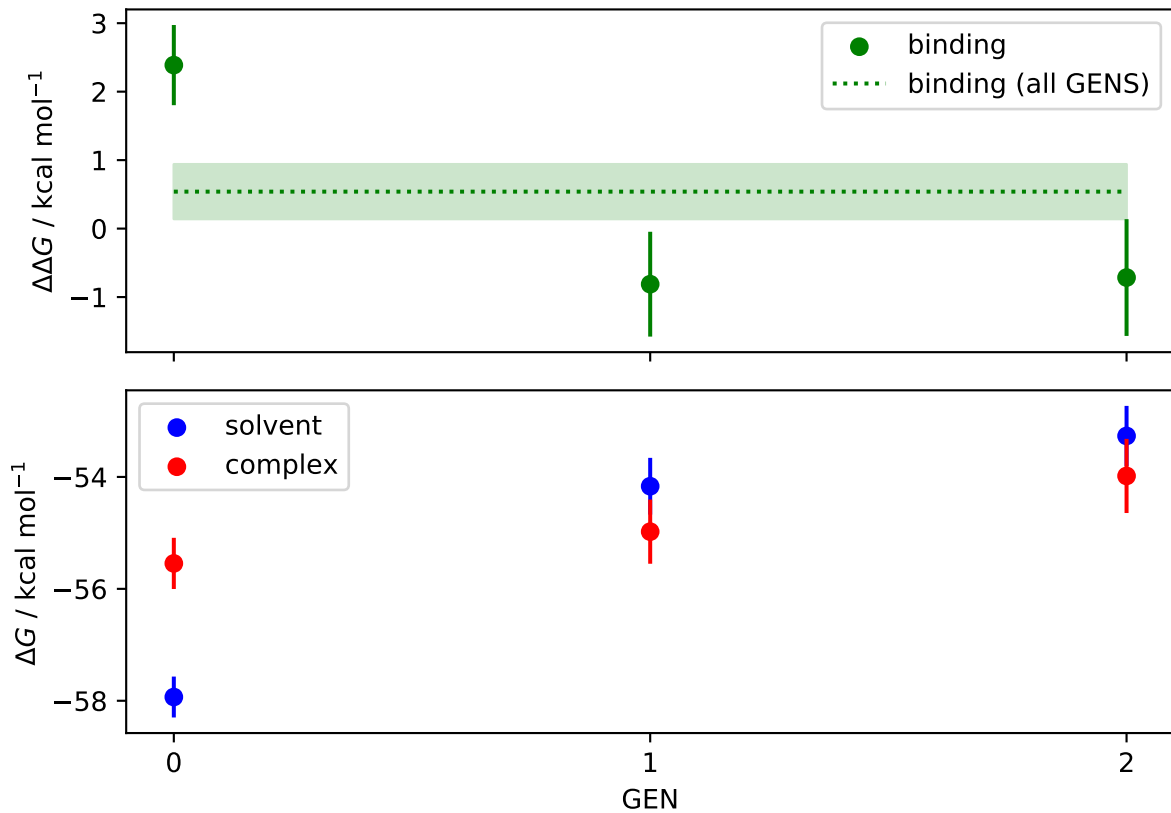 3
2
1
0
−1
ΔΔG / kcal mol⁻¹
binding
binding (all GENS)
−54
−56
−58
ΔG / kcal mol⁻¹
solvent
complex
0 1 2
GEN